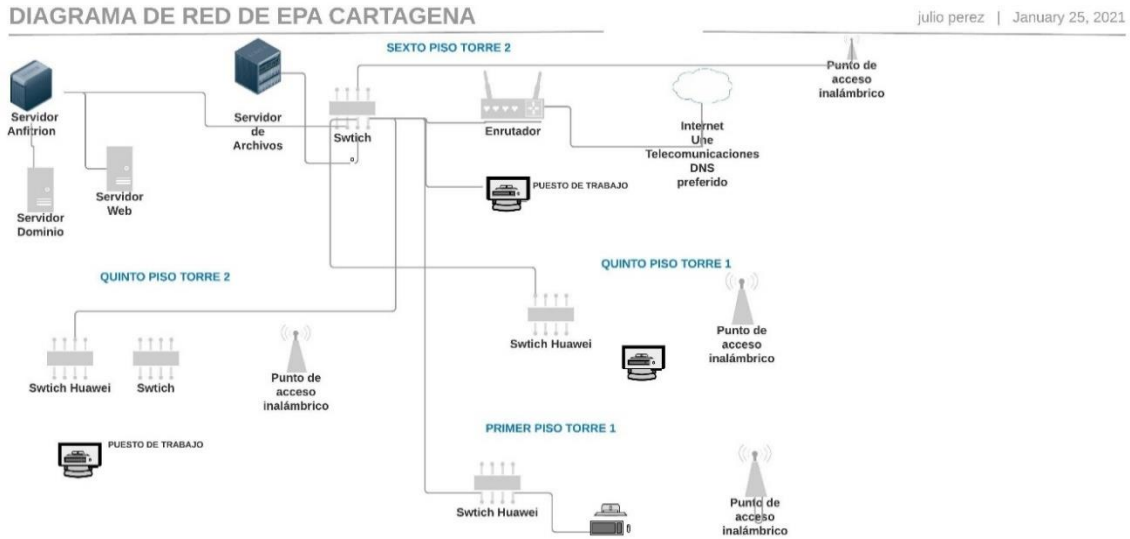 DIAGRAMA DE RED DE EPA CARTAGENA
julio perez | January 25, 2021
SEXTO PISO TORRE 2
Servidor
Anfitrion
Servidor
de
Archivos
Swtich
Enrutador
Internet
Une
Telecomunicaciones
DNS
preferido
Punto de
acceso
inalámbrico
Servidor
Dominio
Servidor
Web
PUESTO DE TRABAJO
QUINTO PISO TORRE 2
Swtich Huawei
Swtich
Punto de
acceso
inalámbrico
PUESTO DE TRABAJO
QUINTO PISO TORRE 1
Swtich Huawei
Punto de
acceso
inalámbrico
PRIMER PISO TORRE 1
Swtich Huawei
Punto de
acceso
inalámbrico